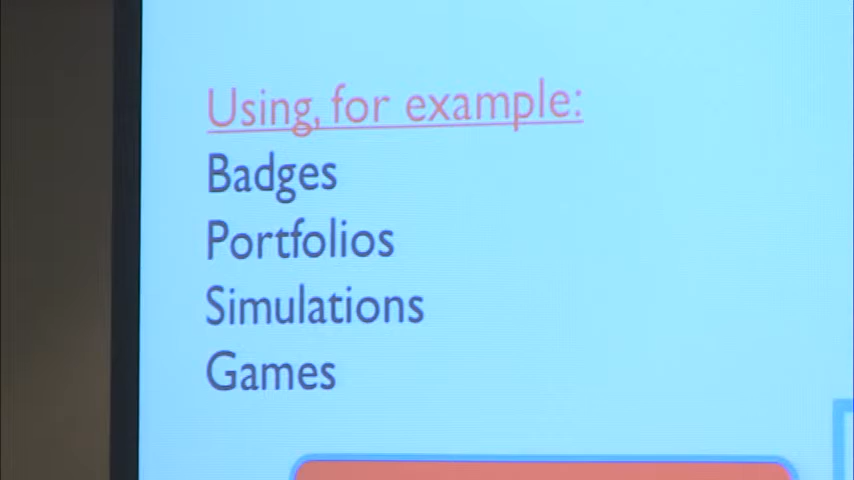 Using, for example:
Badges
Portfolios
Simulations
Games